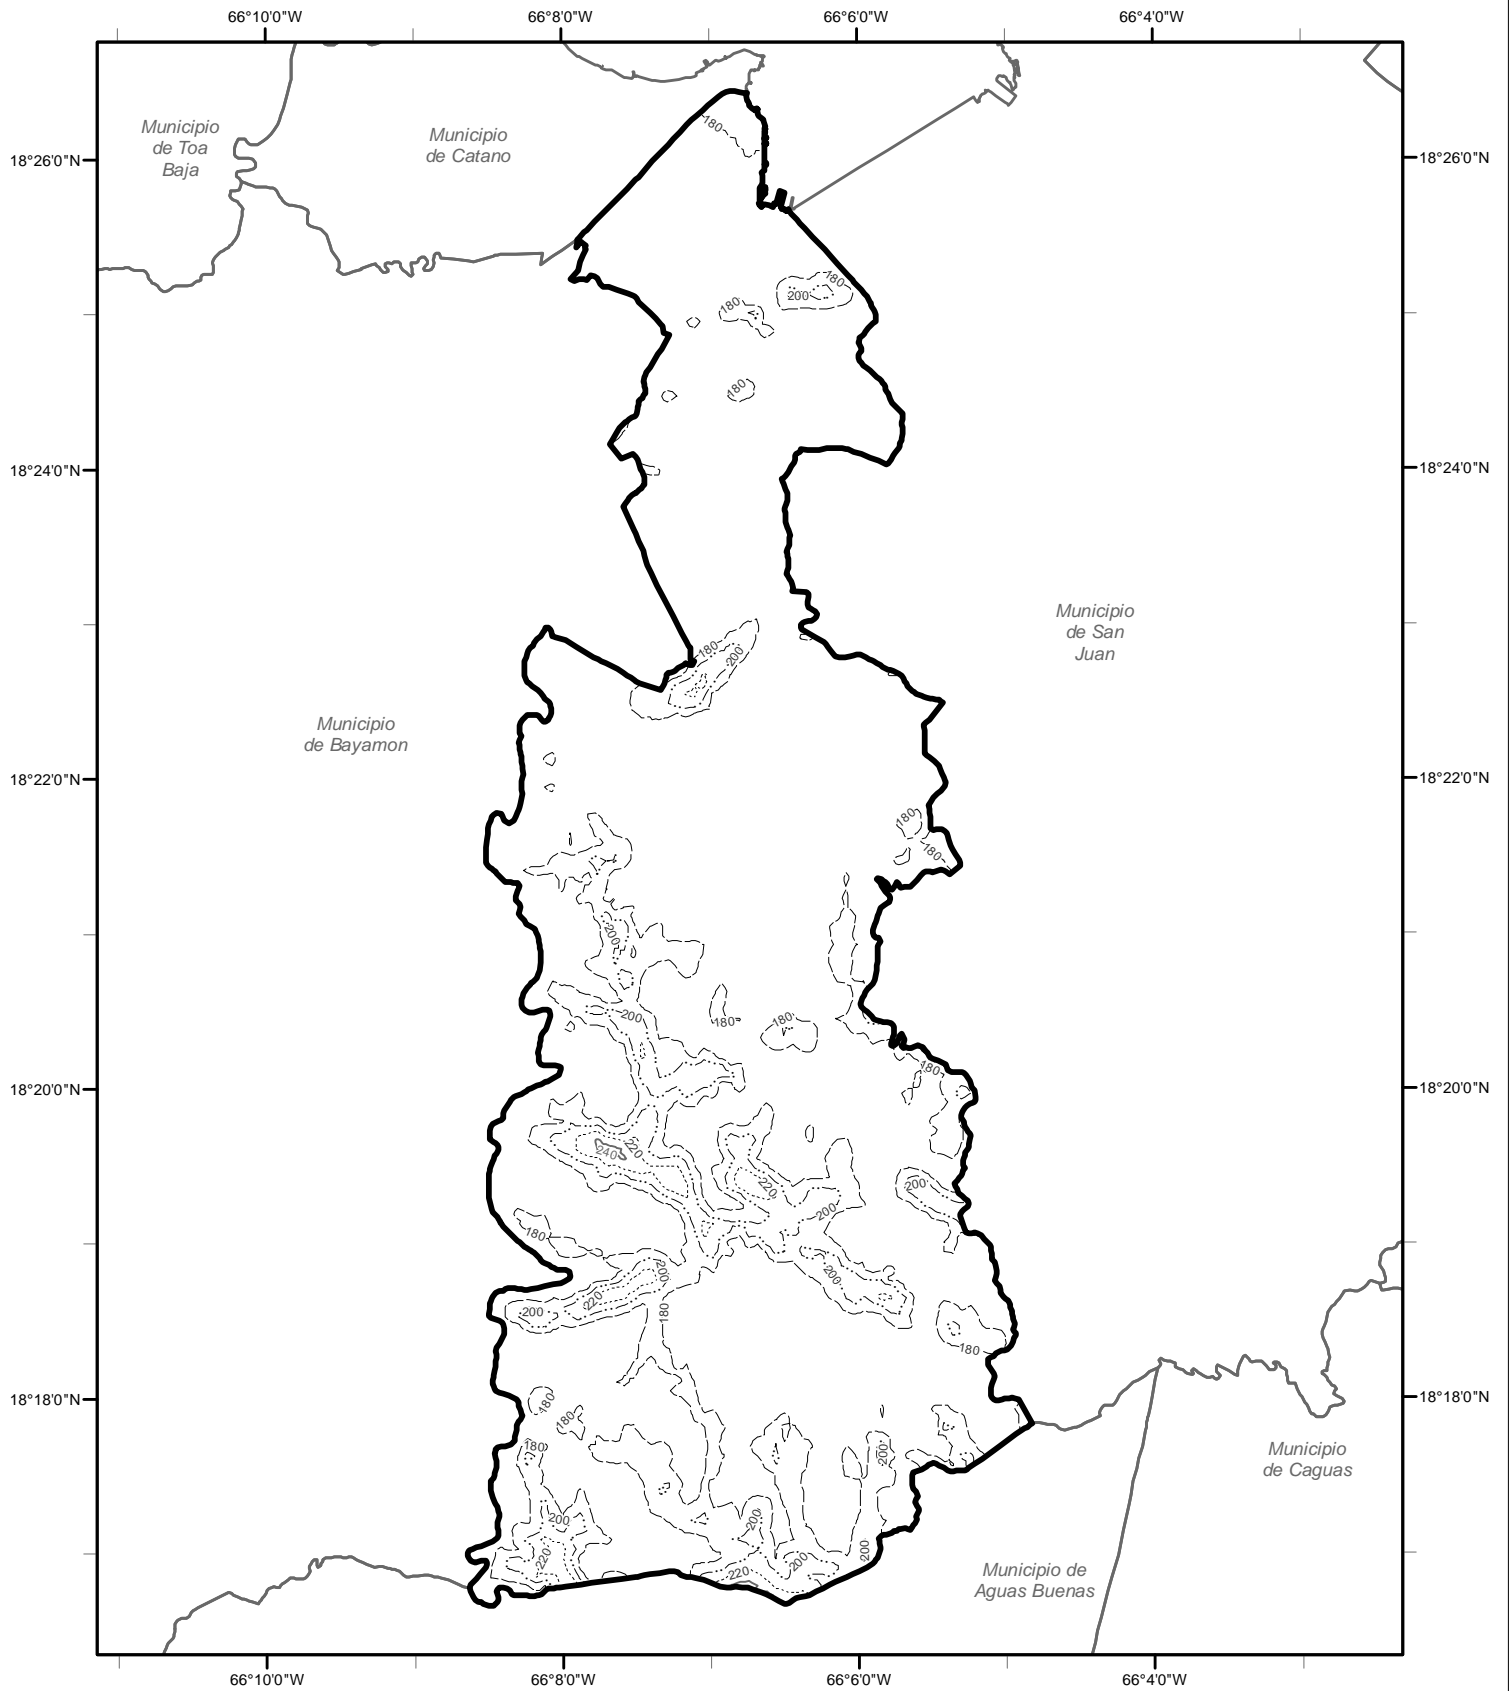 66°10'0"W
66°8'0"W
66°6'0"W
66°4'0"W
Municipio
de Toa
Baja
Municipio
de Catano
180
18°26'0"N
18°26'0"N
180
200
180
180
18°24'0"N
18°24'0"N
Municipio
de San
Juan
180
200
Municipio
de Bayamon
18°22'0"N
18°22'0"N
180
180
200
200
180
180
180
18°20'0"N
18°20'0"N
220
240
220
200
200
180
200
200
220
200
180
180
18°18'0"N
18°18'0"N
180
180
180
200
Municipio
de Caguas
200
200
220
200
200
220
Municipio de
Aguas Buenas
66°10'0"W
66°8'0"W
66°6'0"W
66°4'0"W